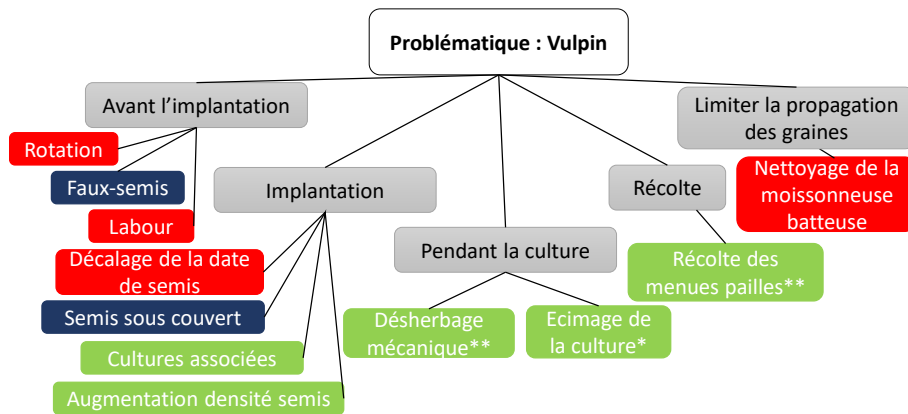 Problématique : Vulpin
Avant l’implantation
Rotation
Faux-semis
Labour
Implantation
Décalage de la date
de semis
Semis sous couvert
Cultures associées
Augmentation densité semis
Pendant la culture
Désherbage
mécanique**
Ecimage de
la culture*
Récolte
Récolte des
menues pailles**
Limiter la propagation
des graines
Nettoyage de la
moissonneuse
batteuse